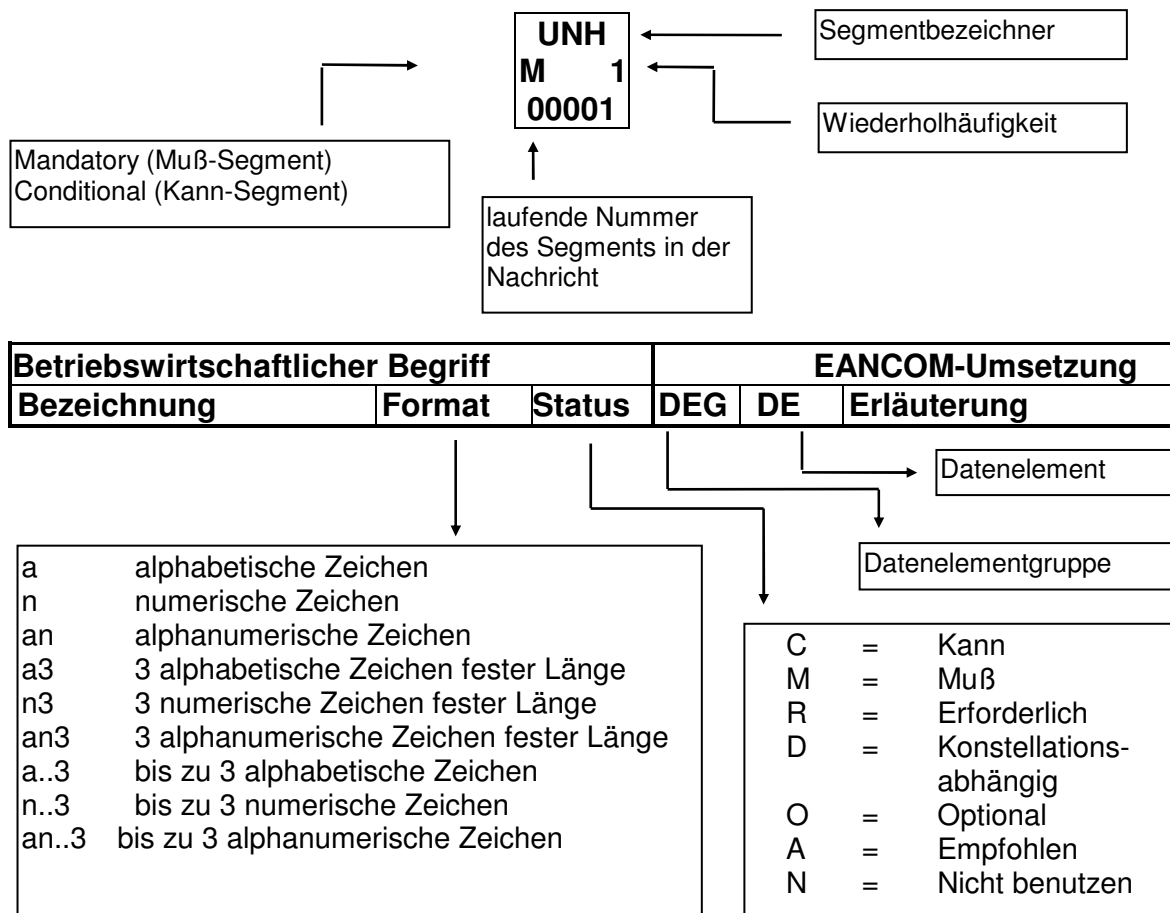 UNH
M 1
00001
Segmentbezeichner
Wiederholhäufigkeit
Mandatory (Muß-Segment)
Conditional (Kann-Segment)
laufende Nummer
des Segments in der
Nachricht
Betriebswirtschaftlicher Begriff EANCOM-Umsetzung
Bezeichnung Format Status DEG DE Erläuterung
Datenelement
Datenelementgruppe
a alphabetische Zeichen
n numerische Zeichen
an alphanumerische Zeichen
a3 3 alphabetische Zeichen fester Länge
n3 3 numerische Zeichen fester Länge
an3 3 alphanumerische Zeichen fester Länge
a..3 bis zu 3 alphabetische Zeichen
n..3 bis zu 3 numerische Zeichen
an..3 bis zu 3 alphanumerische Zeichen
C = Kann
M = Muß
R = Erforderlich
D = Konstellations-
abhängig
O = Optional
A = Empfohlen
N = Nicht benutzen